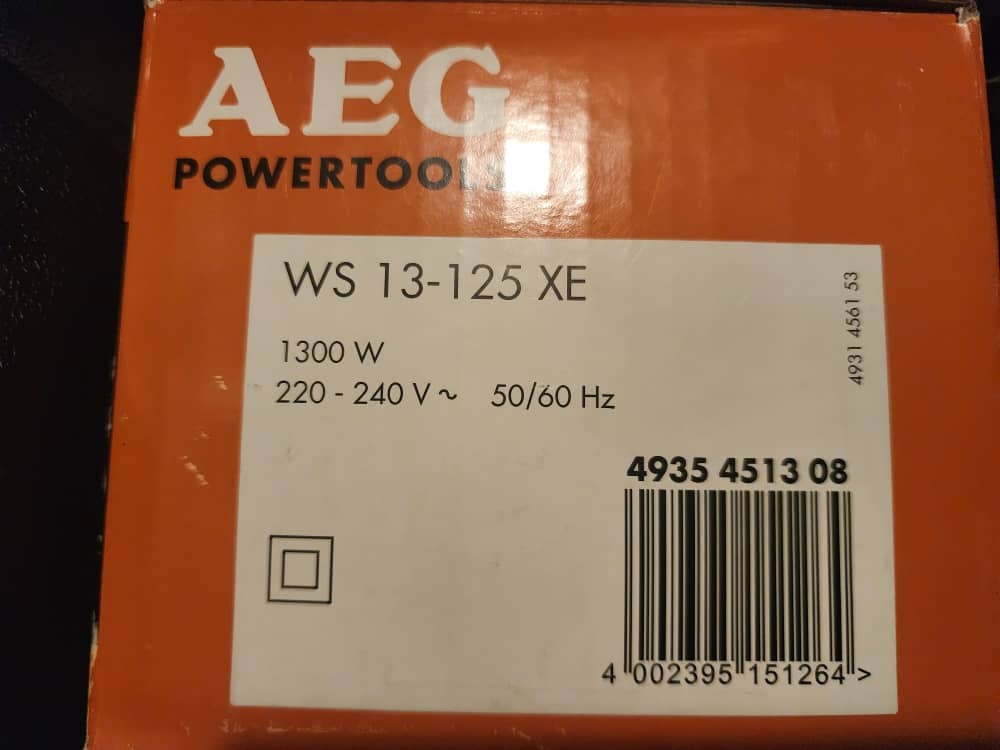 AEG
POWERTOOLS
WS 13-125 XE
1300 W
220 - 240 V ~ 50/60 Hz
4931 4561 53
4935 4513 08
4 002395 151264 >